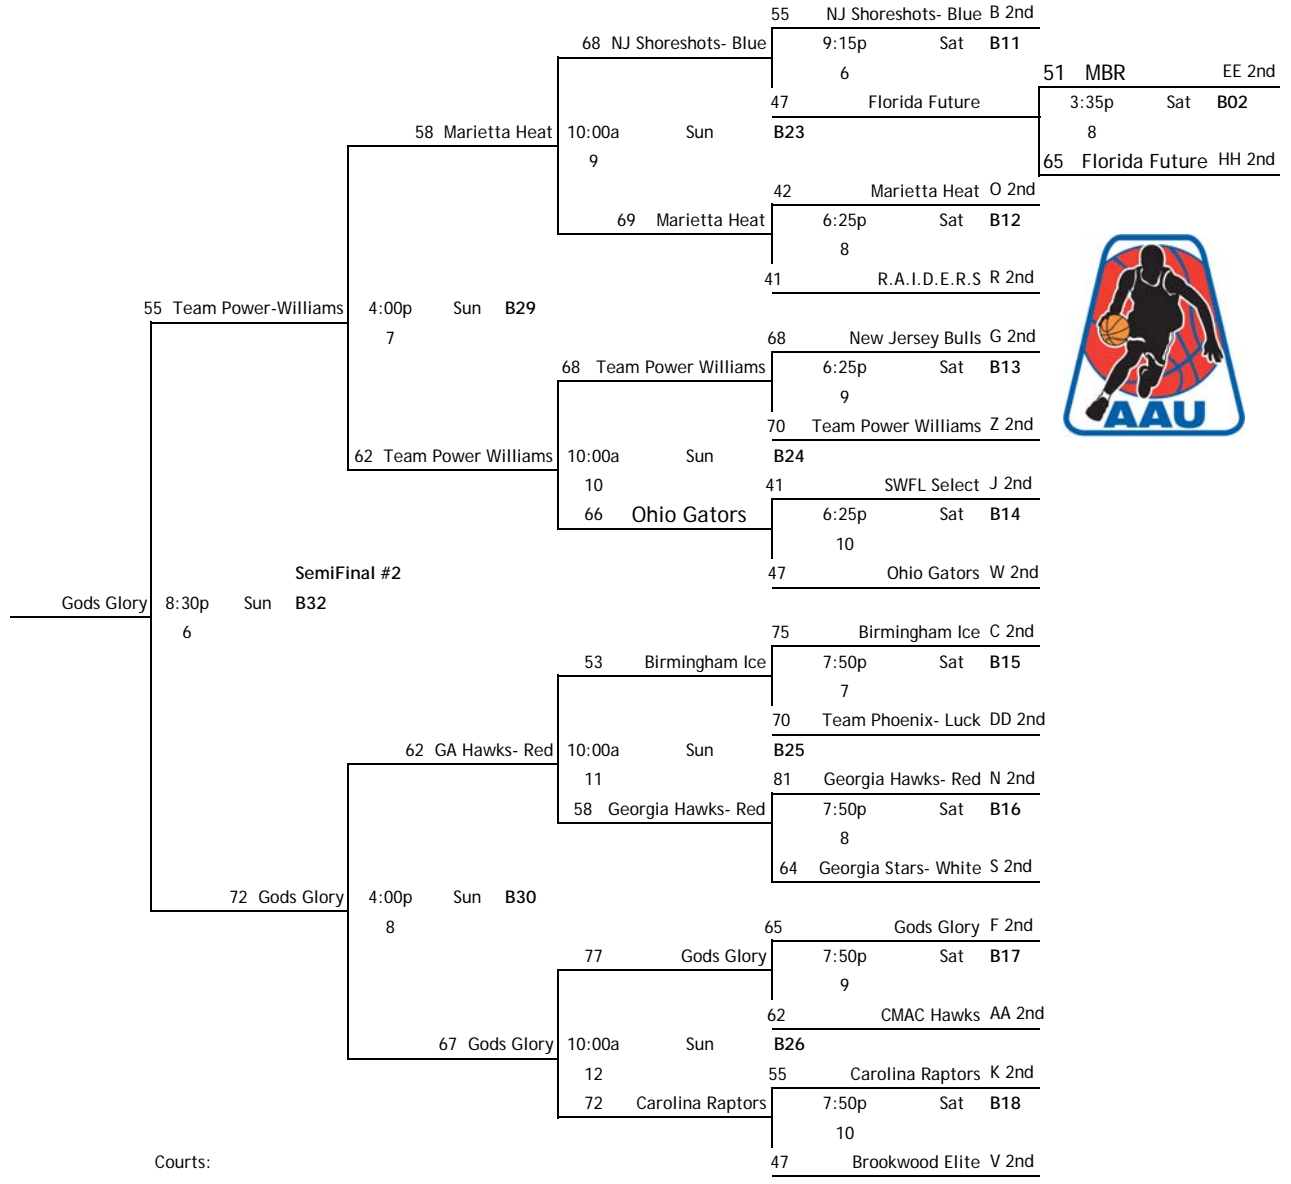 55 NJ Shoreshots- Blue B 2nd
68 NJ Shoreshots- Blue 9:15p Sat B11
6
51 MBR EE 2nd
47 Florida Future 3:35p Sat B02
58 Marietta Heat 10:00a Sun B23 8
9
65 Florida Future HH 2nd
42 Marietta Heat O 2nd
69 Marietta Heat 6:25p Sat B12
8
41 R.A.I.D.E.R.S R 2nd
55 Team Power-Williams 4:00p Sun B29
7
68 New Jersey Bulls G 2nd
68 Team Power Williams 6:25p Sat B13
9
AAU
70 Team Power Williams Z 2nd
62 Team Power Williams 10:00a Sun B24
10 41 SWFL Select J 2nd
66 Ohio Gators 6:25p Sat B14
10
SemiFinal #2 47 Ohio Gators W 2nd
Gods Glory 8:30p Sun B32
6 75 Birmingham Ice C 2nd
53 Birmingham Ice 7:50p Sat B15
7
70 Team Phoenix- Luck DD 2nd
62 GA Hawks- Red 10:00a Sun B25
11 81 Georgia Hawks- Red N 2nd
58 Georgia Hawks- Red 7:50p Sat B16
8
64 Georgia Stars- White S 2nd
72 Gods Glory 4:00p Sun B30
8 65 Gods Glory F 2nd
77 Gods Glory 7:50p Sat B17
9
62 CMAC Hawks AA 2nd
67 Gods Glory 10:00a Sun B26
12 55 Carolina Raptors K 2nd
72 Carolina Raptors 7:50p Sat B18
10
Courts: 47 Brookwood Elite V 2nd